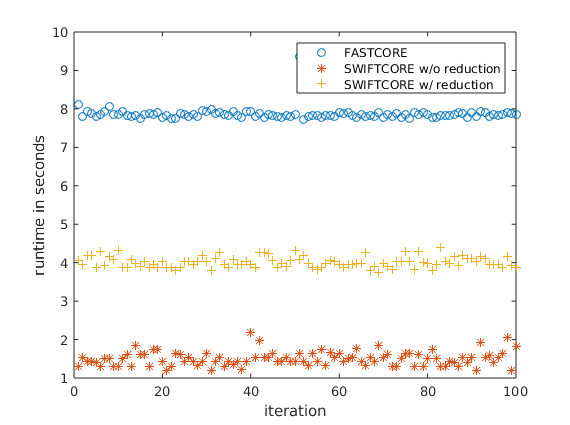 10
9
8
7
6
5
4
3
2
1
runtime in seconds
FASTCORE
SWIFTCORE w/o reduction
SWIFTCORE w/ reduction
0 20 40 60 80 100
iteration